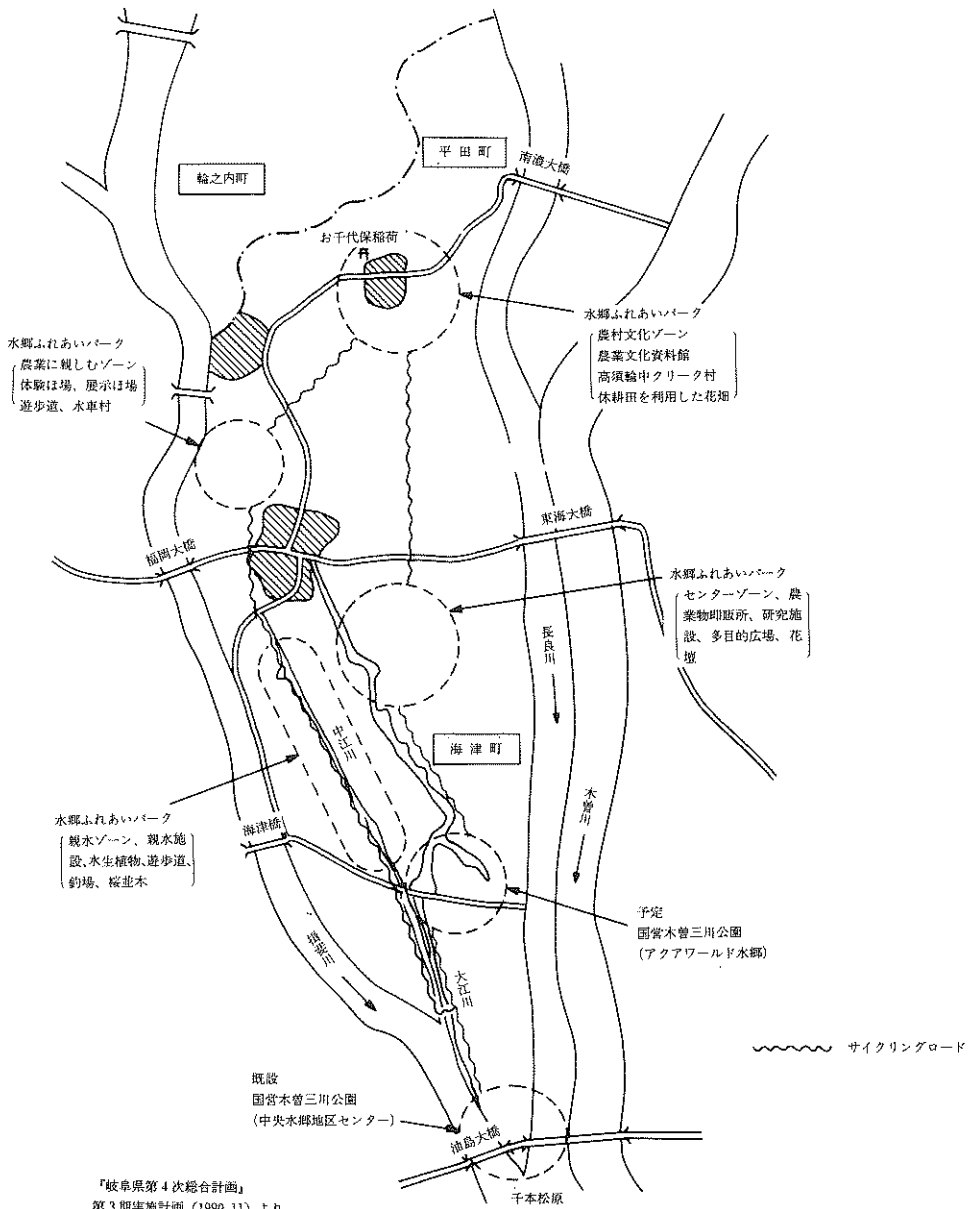 平田町
南濃大橋
輪之内町
お千代保稲荷
水郷ふれあいパーク
農業に親しむゾーン
体験ほ場、展示ほ場
遊歩道、水車村
水郷ふれあいパーク
農村文化ゾーン
農業文化資料館
高須輪中クリーク村
休耕田を利用した花畑
福岡大橋
東海大橋
水郷ふれあいパーク
センターゾーン、農
業物即販所、研究施
設、多目的広場、花
壇
長良川
中江川
海津町
木曽川
水郷ふれあいパーク
親水ゾーン、親水施
設、水生植物、遊歩道、
釣場、桜並木
海津橋
予定
国営木曽三川公園
(アクアワールド水郷)
揖斐川
大江川
サイクリングロード
既設
国営木曽三川公園
(中央水郷地区センター)
油島大橋
千本松原
『岐阜県第4次総合計画』
第3期実施計画(1990.11)より